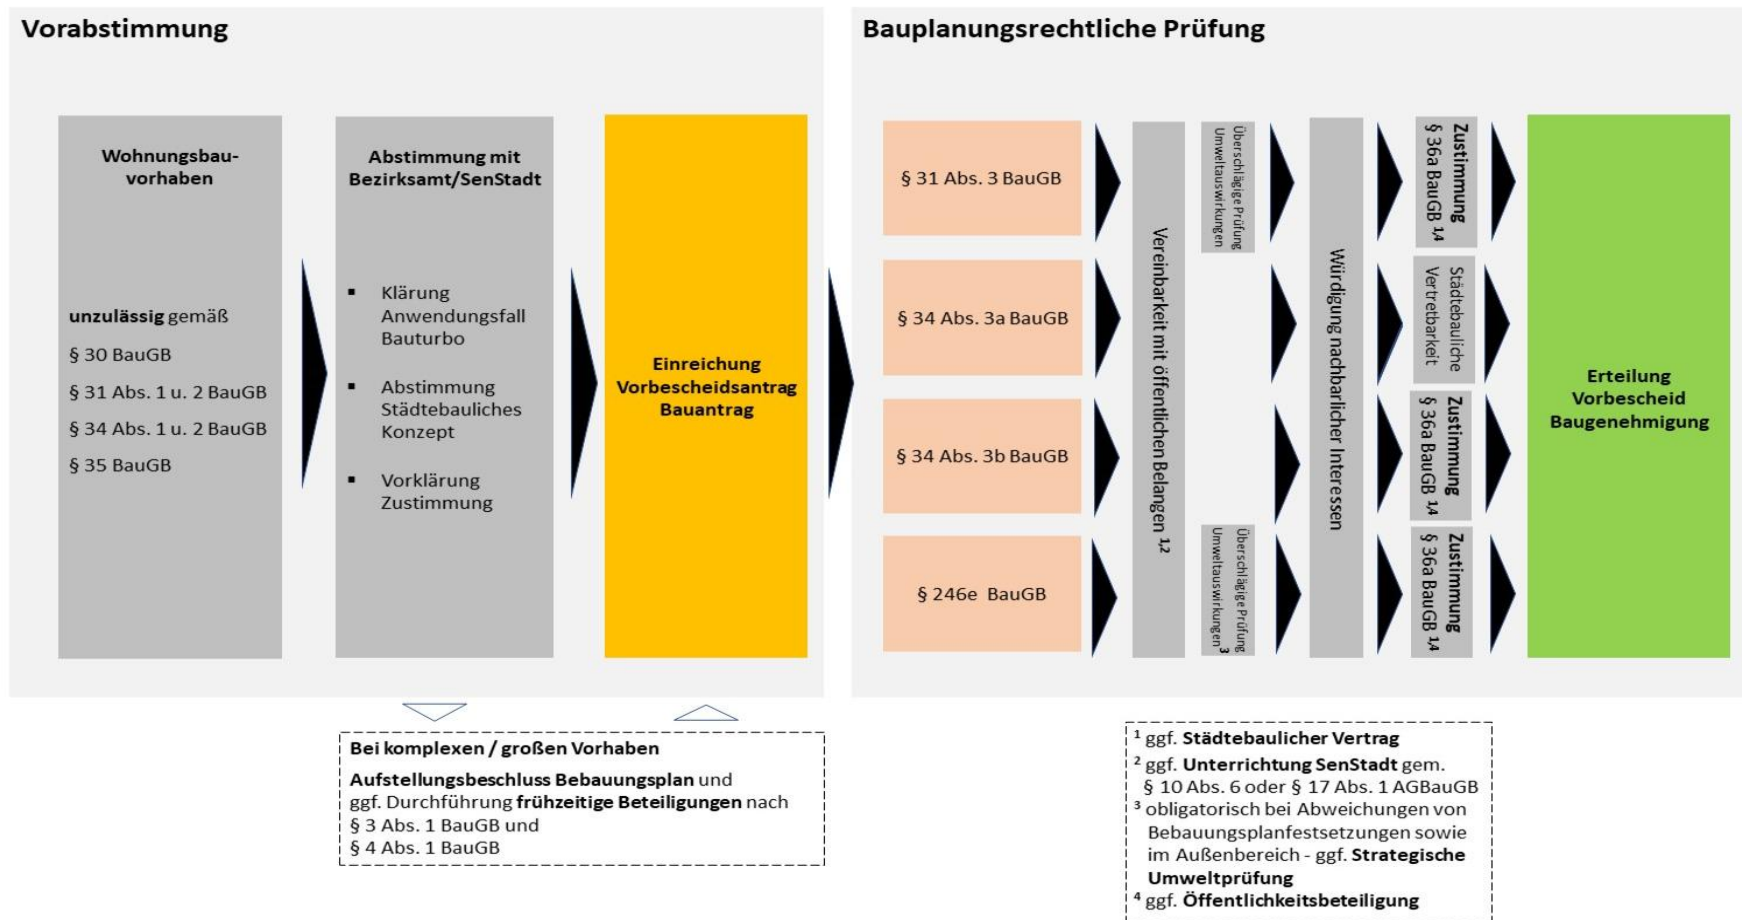 Vorabstimmung
Wohnungsbau-
vorhaben
unzulässig gemäß
§ 30 BauGB
§ 31 Abs. 1 u. 2 BauGB
§ 34 Abs. 1 u. 2 BauGB
§ 35 BauGB
Abstimmung mit
Bezirksamt/SenStadt
▪ Klärung
Anwendungsfall
Bauturbo
▪ Abstimmung
Städtebauliches
Konzept
▪ Vorklärung
Zustimmung
Einreichung
Vorbescheidsantrag
Bauantrag
Bei komplexen / großen Vorhaben
Aufstellungsbeschluss Bebauungsplan und
ggf. Durchführung frühzeitige Beteiligungen nach
§ 3 Abs. 1 BauGB und
§ 4 Abs. 1 BauGB
Bauplanungsrechtliche Prüfung
§ 31 Abs. 3 BauGB
§ 34 Abs. 3a BauGB
§ 34 Abs. 3b BauGB
§ 246e BauGB
Vereinbarkeit mit öffentlichen Belangen 1,2
Überschlägige Prüfung
Umweltauswirkungen
Überschlägige Prüfung
Umweltauswirkungen 3
Würdigung nachbarlicher Interessen
Zustimmung
§ 36a BauGB 1,4
Städtebauliche
Vertretbarkeit
Zustimmung
§ 36a BauGB 1,4
Zustimmung
§ 36a BauGB 1,4
Erteilung
Vorbescheid
Baugenehmigung
1 ggf. Städtebaulicher Vertrag
2 ggf. Unterrichtung SenStadt gem.
§ 10 Abs. 6 oder § 17 Abs. 1 AGBauGB
3 obligatorisch bei Abweichungen von
Bebauungsplanfestsetzungen sowie
im Außenbereich - ggf. Strategische
Umweltprüfung
4 ggf. Öffentlichkeitsbeteiligung